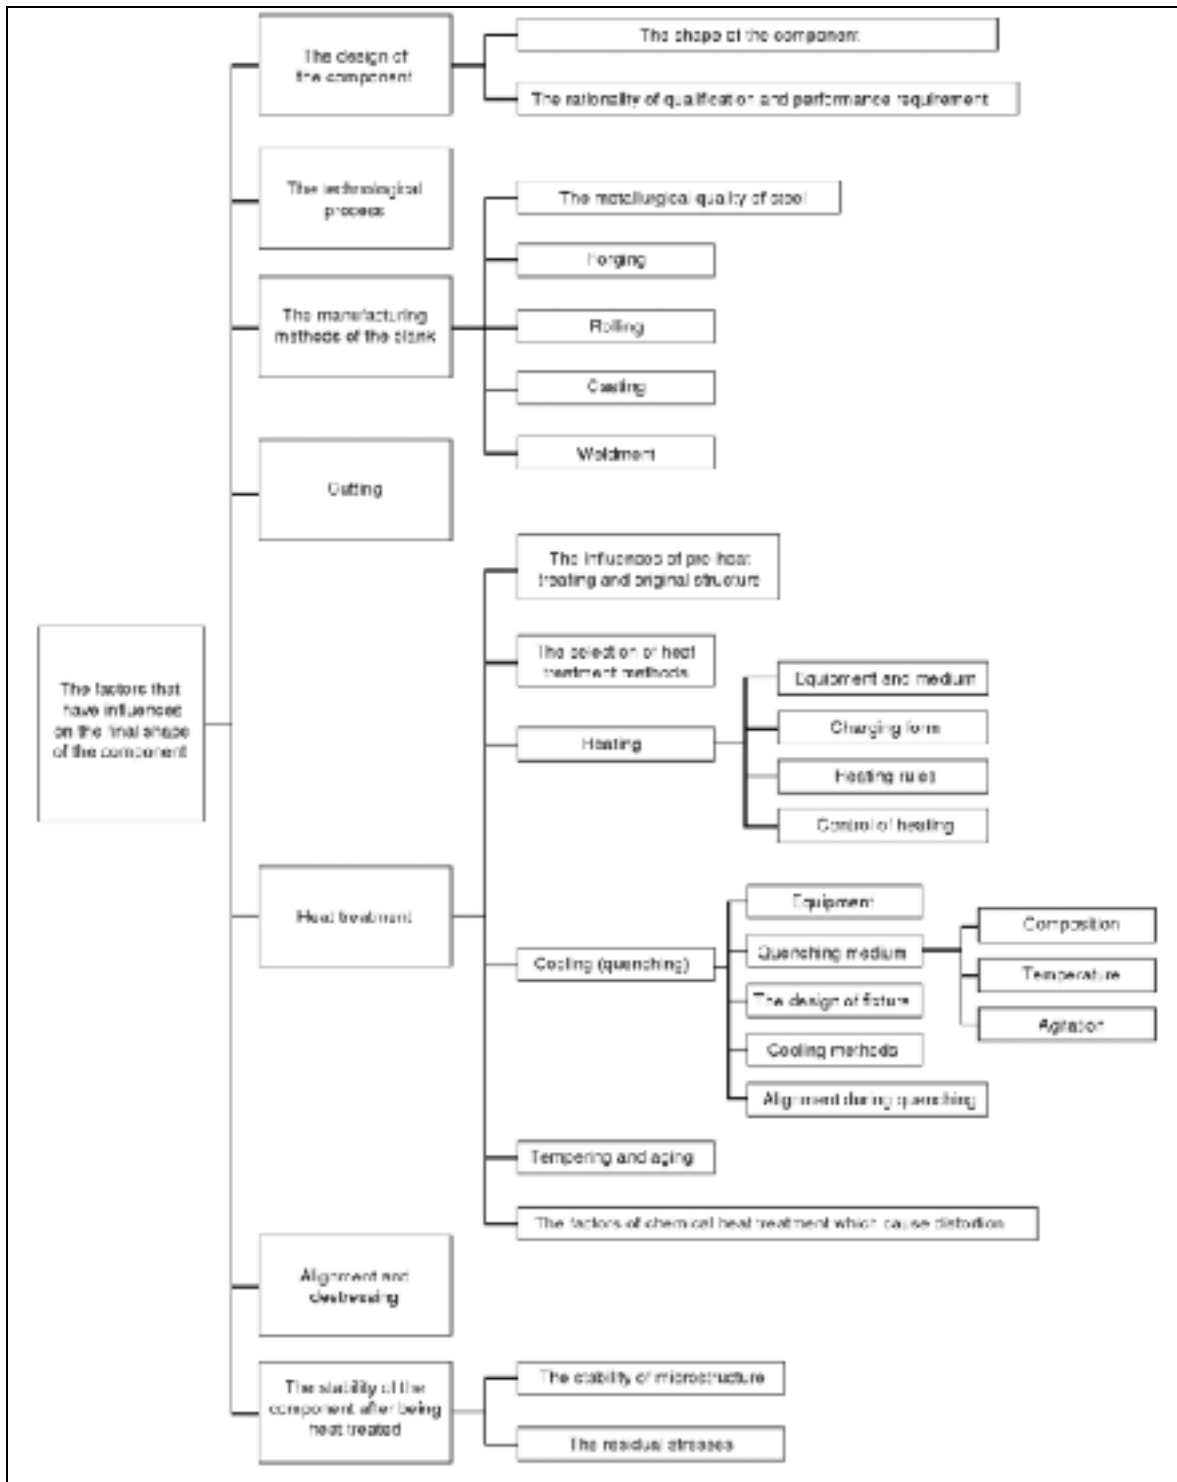 The design of
the component
The shape of the component
The rationality of qualification and performance requirement
The technological
process
The manufacturing
methods of the blank
The metallurgical quality of steel
Forging
Rolling
Casting
Weldment
Cutting
The factors that
have influences
on the final shape
of the component
Heat treatment
The influences of pre-heat
treating and original structure
The selection of heat
treatment methods
Heating
Equipment and medium
Charging form
Heating rules
Control of heating
Cooling (quenching)
Equipment
Quenching medium
Composition
Temperature
Agitation
The design of fixture
Cooling methods
Alignment during quenching
Tempering and aging
The factors of chemical heat treatment which cause distortion
Alignment and
destressing
The stability of the
component after being
heat treated
The stability of microstructure
The residual stresses